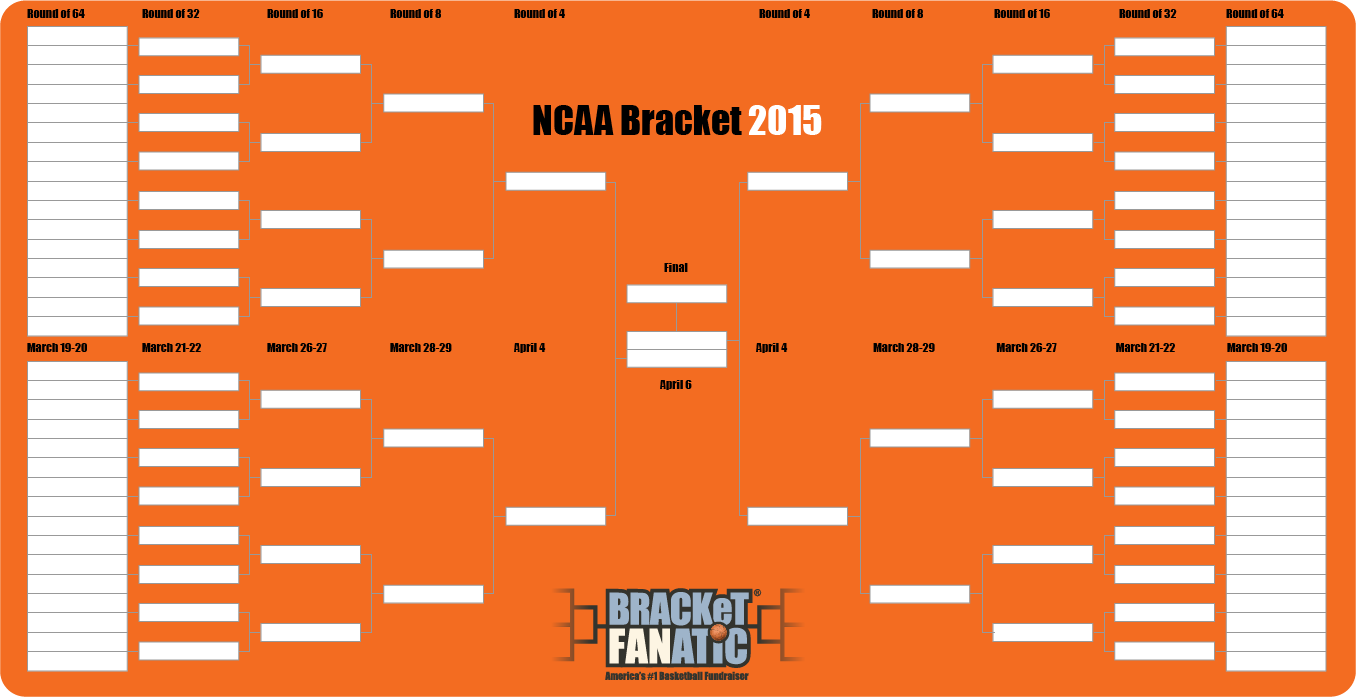 Round of 64 Round of 32 Round of 16 Round of 8 Round of 4 Round of 4 Round of 8 Round of 16 Round of 32 Round of 64
NCAA Bracket 2015
Final
March 19-20 March 21-22 March 26-27 March 28-29 April 4 April 4 March 28-29 March 26-27 March 21-22 March 19-20
April 6
BRACKeT®
FANATiC
America's #1 Basketball Fundraiser